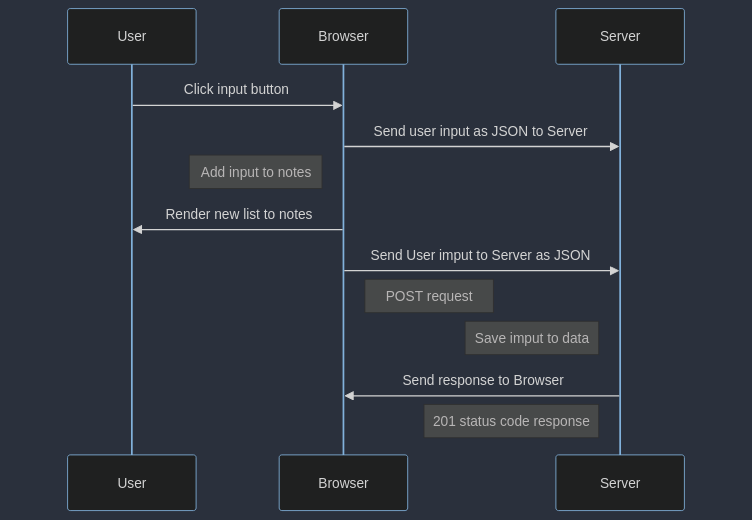 User
Browser
Server
Click input button
Send user input as JSON to Server
Add input to notes
Render new list to notes
Send User imput to Server as JSON
POST request
Save imput to data
Send response to Browser
201 status code response
User
Browser
Server